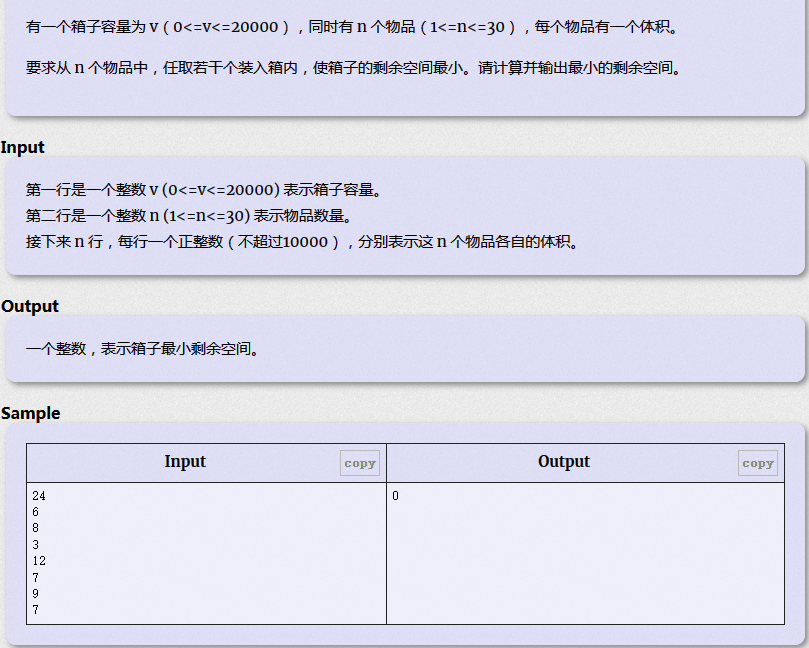 有一个箱子容量为 v（0<=v<=20000），同时有 n 个物品（1<=n<=30），每个物品有一个体积。
要求从 n 个物品中，任取若干个装入箱内，使箱子的剩余空间最小。请计算并输出最小的剩余空间。
Input
第一行是一个整数 v (0<=v<=20000) 表示箱子容量。
第二行是一个整数 n (1<=n<=30) 表示物品数量。
接下来 n 行，每行一个正整数（不超过10000），分别表示这 n 个物品各自的体积。
Output
一个整数，表示箱子最小剩余空间。
Sample
Input copy Output copy
24 0
6
8
3
12
7
9
7